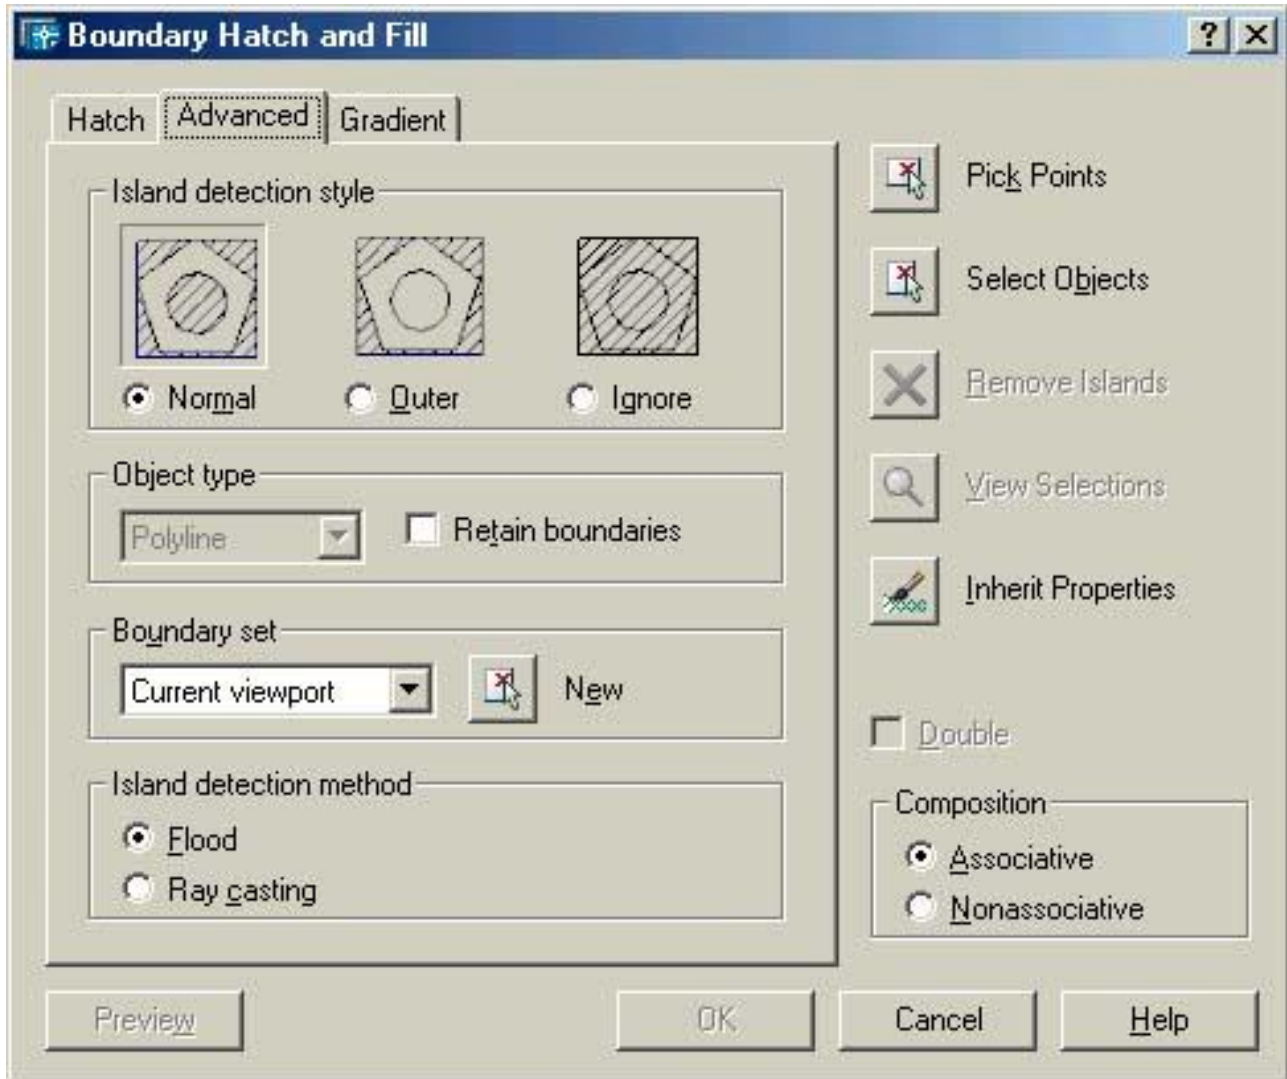 Boundary Hatch and Fill
Hatch Advanced Gradient
Island detection style
Normal Outer Ignore
Object type
Polyline Retain boundaries
Boundary set
Current viewport New
Island detection method
Flood
Ray casting
Pick Points
Select Objects
Remove Islands
View Selections
Inherit Properties
Double
Composition
Associative
Nonassociative
Preview OK Cancel Help